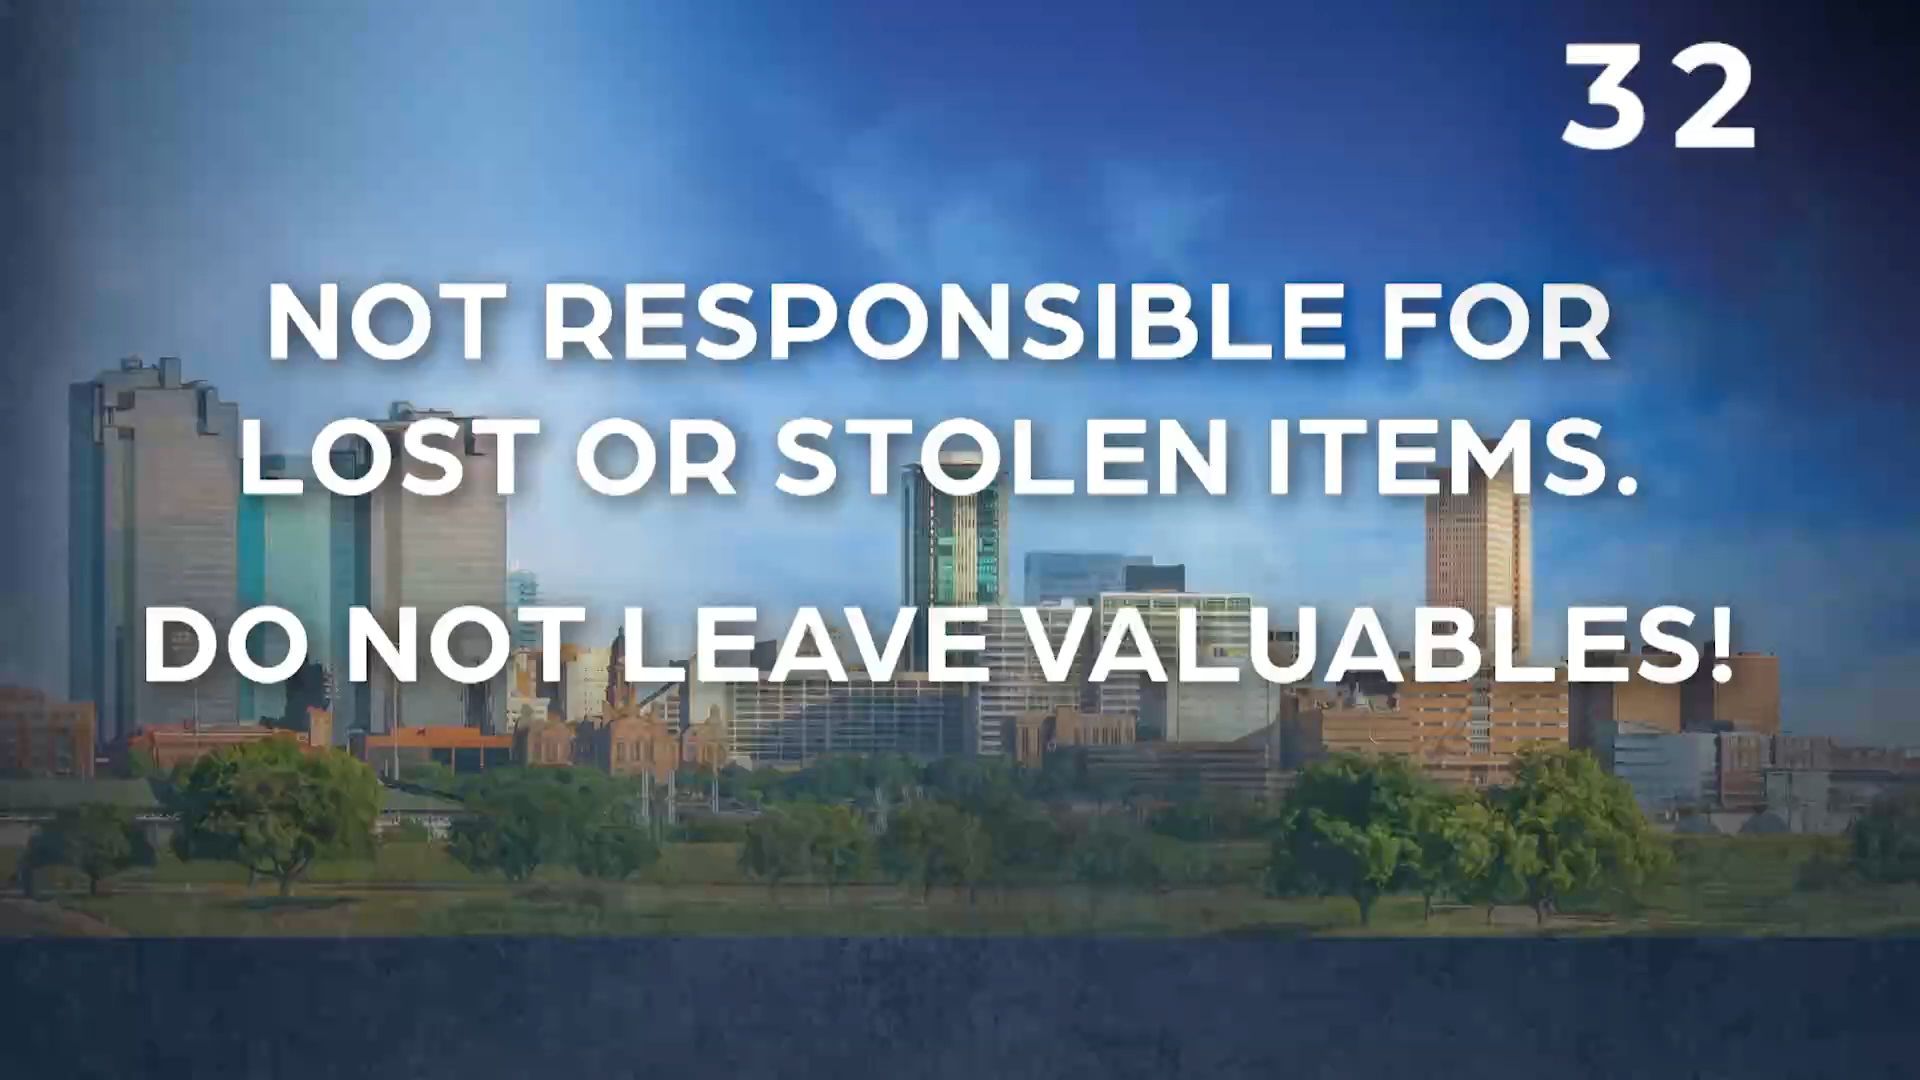 32
NOT RESPONSIBLE FOR
LOST OR STOLEN ITEMS.
DO NOT LEAVE VALUABLES!